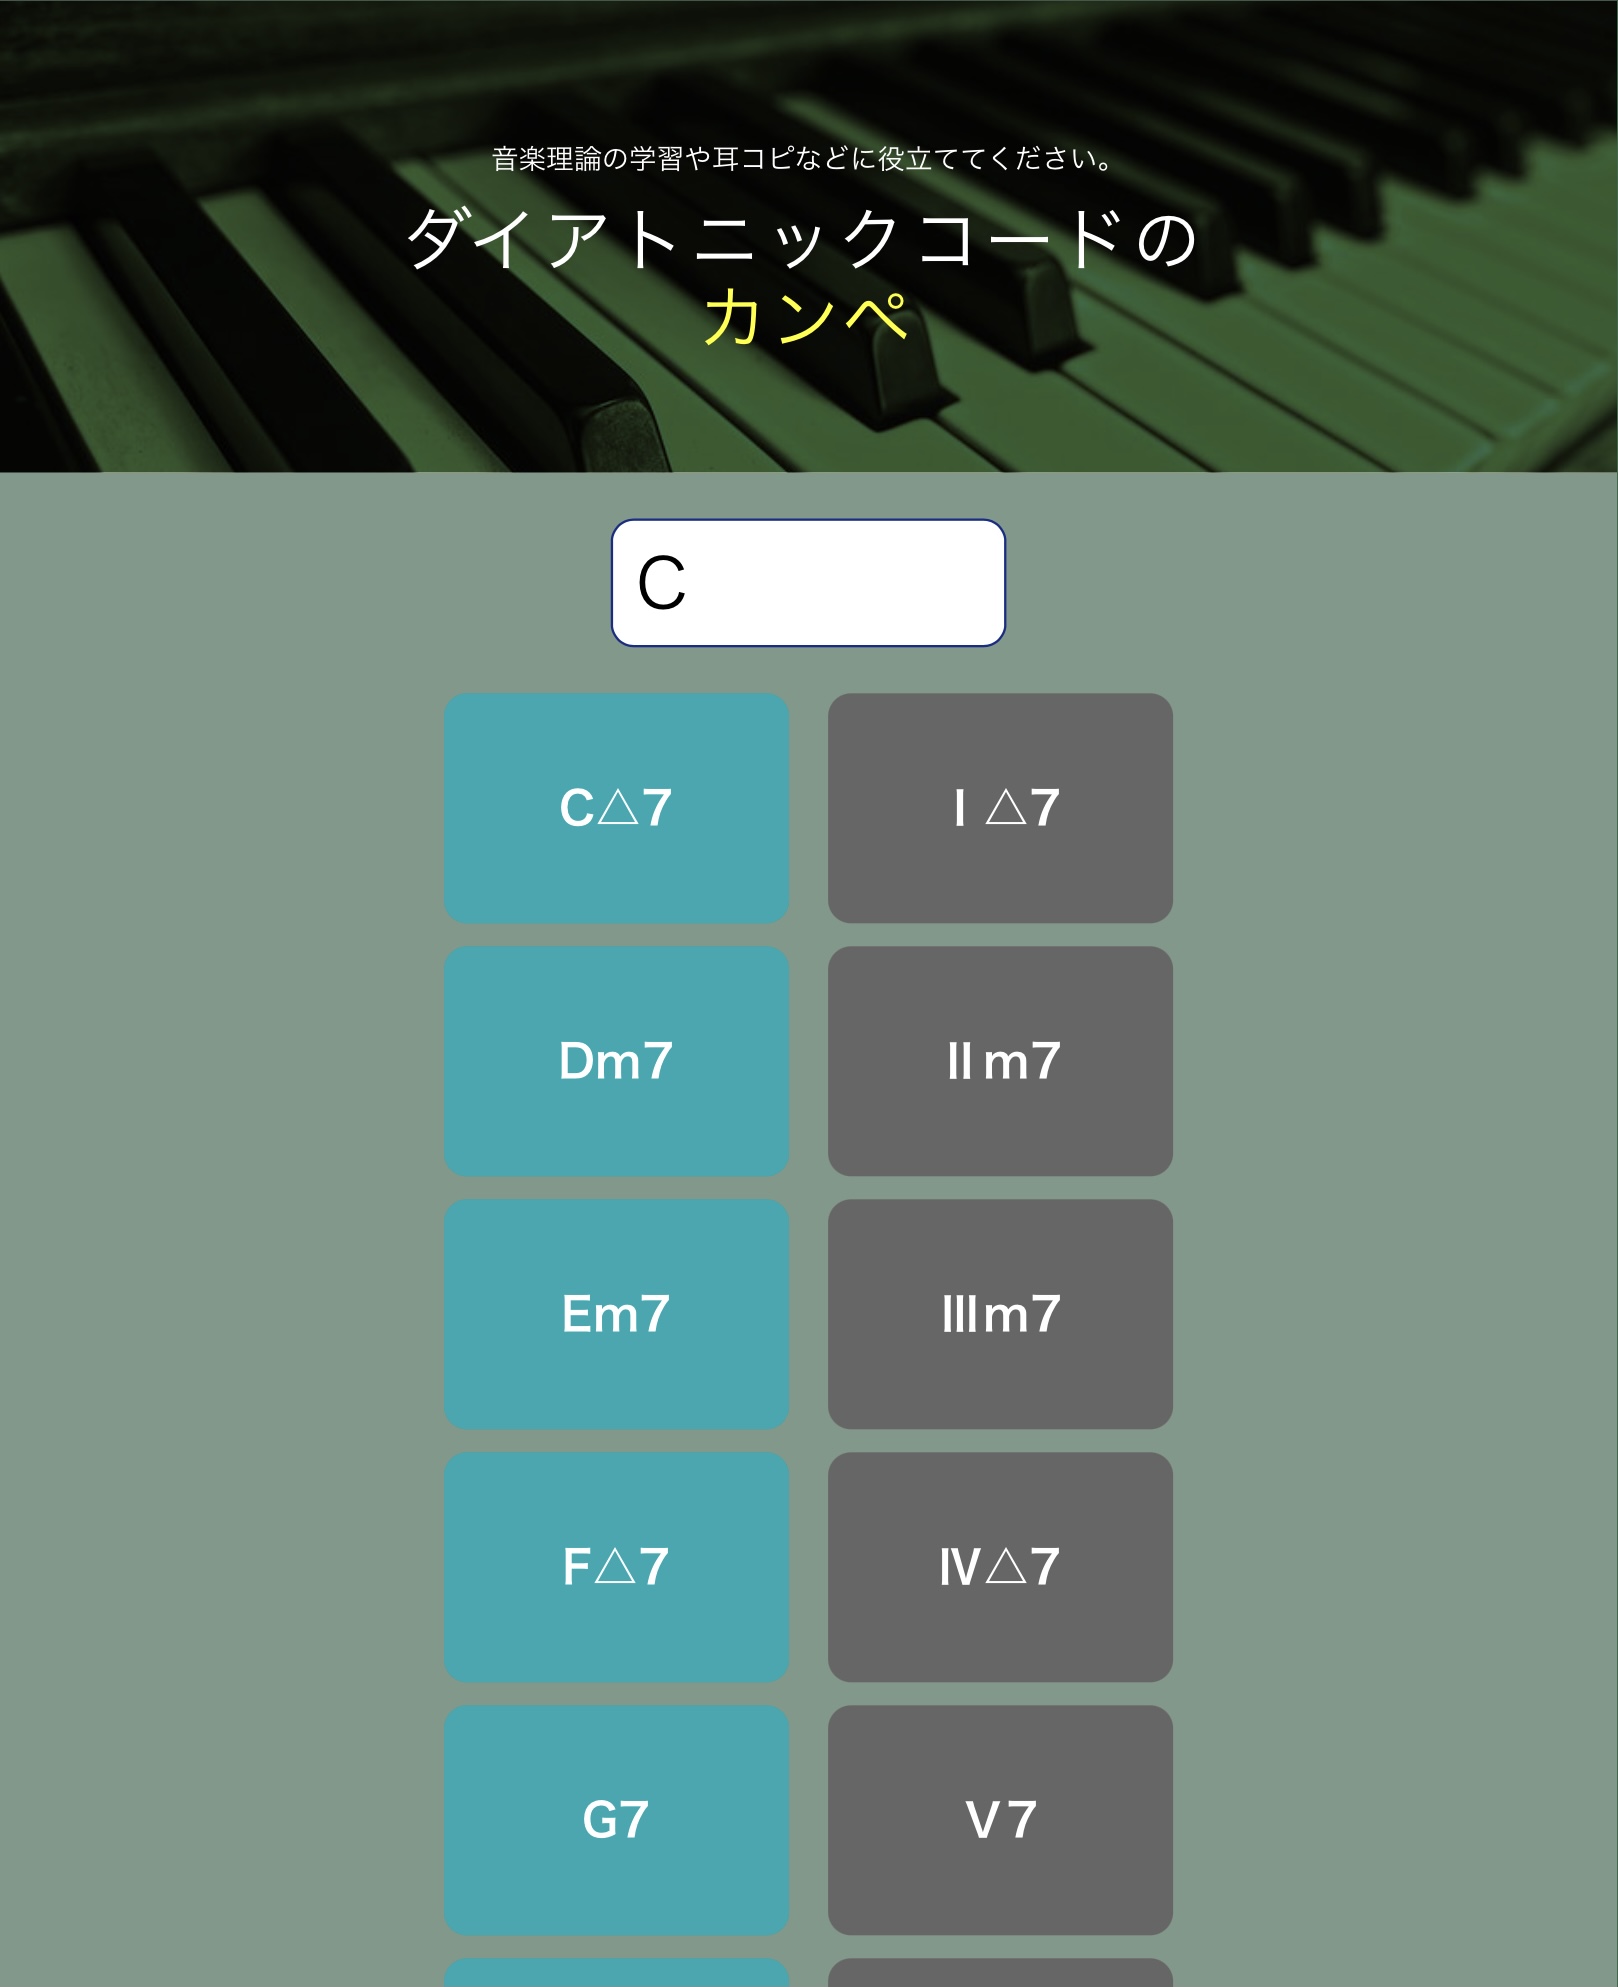 音楽理論の学習や耳コピなどに役立ててください。
ダイアトニックコードの
カンペ
C
C△7
Ⅰ△7
Dm7
Ⅱm7
Em7
Ⅲm7
F△7
Ⅳ△7
G7
Ⅴ7